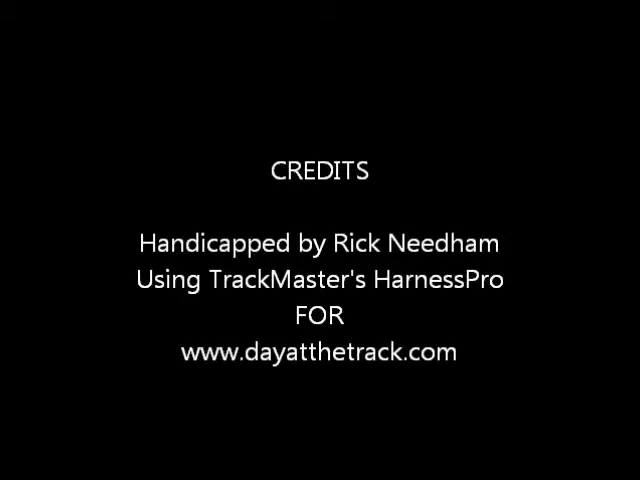 CREDITS
Handicapped by Rick Needham
Using TrackMaster's HarnessPro
FOR
www.dayatthetrack.com